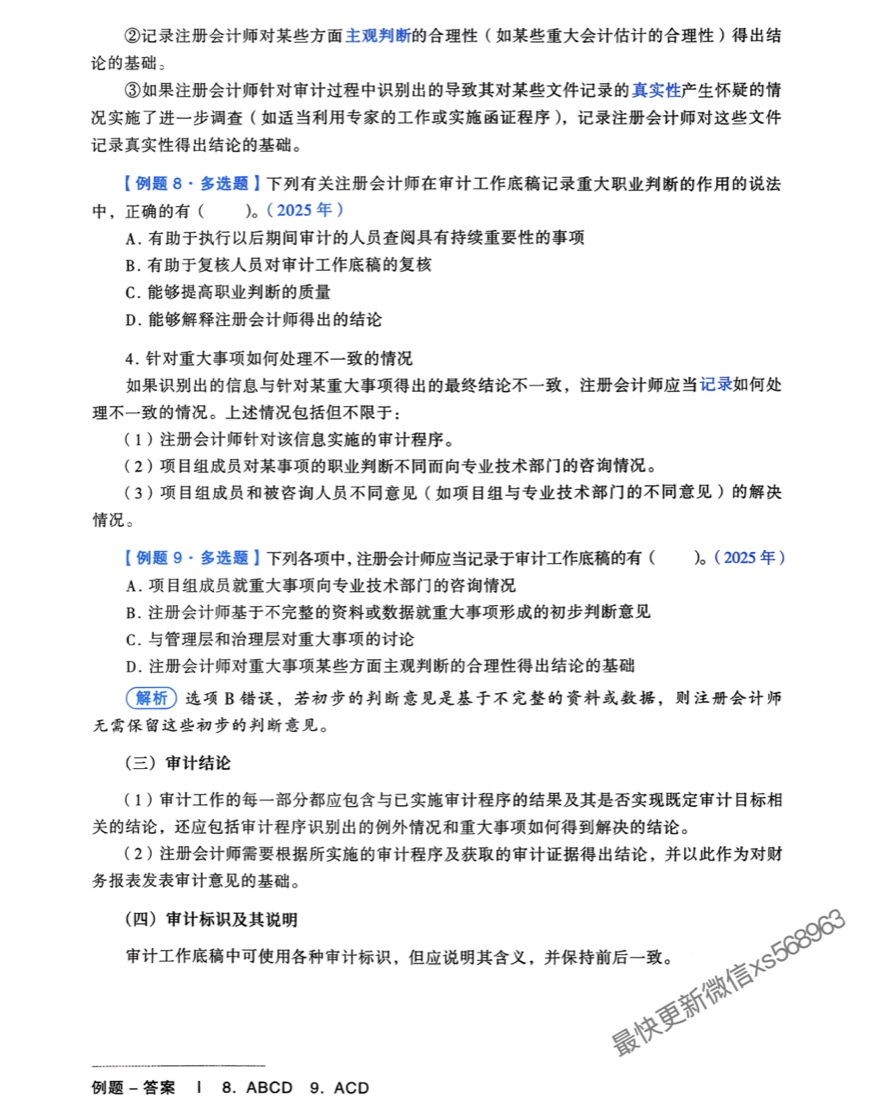 ②记录注册会计师对某些方面主观判断的合理性（如某些重大会计估计的合理性）得出结
论的基础。
③如果注册会计师针对审计过程中识别出的导致其对某些文件记录的真实性产生怀疑的情
况实施了进一步调查（如适当利用专家的工作或实施函证程序），记录注册会计师对这些文件
记录真实性得出结论的基础。
【例题 8·多选题】下列有关注册会计师在审计工作底稿记录重大职业判断的作用的说法
中，正确的有（　　）。（2025 年）
A. 有助于执行以后期间审计的人员查阅具有持续重要性的事项
B. 有助于复核人员对审计工作底稿的复核
C. 能够提高职业判断的质量
D. 能够解释注册会计师得出的结论
4. 针对重大事项如何处理不一致的情况
如果识别出的信息与针对某重大事项得出的最终结论不一致，注册会计师应当记录如何处
理不一致的情况。上述情况包括但不限于：
（1）注册会计师针对该信息实施的审计程序。
（2）项目组成员对某事项的职业判断不同而向专业技术部门的咨询情况。
（3）项目组成员和被咨询人员不同意见（如项目组与专业技术部门的不同意见）的解决
情况。
【例题 9·多选题】下列各项中，注册会计师应当记录于审计工作底稿的有（　　）。（2025 年）
A. 项目组成员就重大事项向专业技术部门的咨询情况
B. 注册会计师基于不完整的资料或数据就重大事项形成的初步判断意见
C. 与管理层和治理层对重大事项的讨论
D. 注册会计师对重大事项某些方面主观判断的合理性得出结论的基础
解析 选项 B 错误，若初步的判断意见是基于不完整的资料或数据，则注册会计师
无需保留这些初步的判断意见。
（三）审计结论
（1）审计工作的每一部分都应包含与已实施审计程序的结果及其是否实现既定审计目标相
关的结论，还应包括审计程序识别出的例外情况和重大事项如何得到解决的结论。
（2）注册会计师需要根据所实施的审计程序及获取的审计证据得出结论，并以此作为对财
务报表发表审计意见的基础。
（四）审计标识及其说明
审计工作底稿中可使用各种审计标识，但应说明其含义，并保持前后一致。
最快更新微信xs568963
例题 – 答案 | 8. ABCD 9. ACD